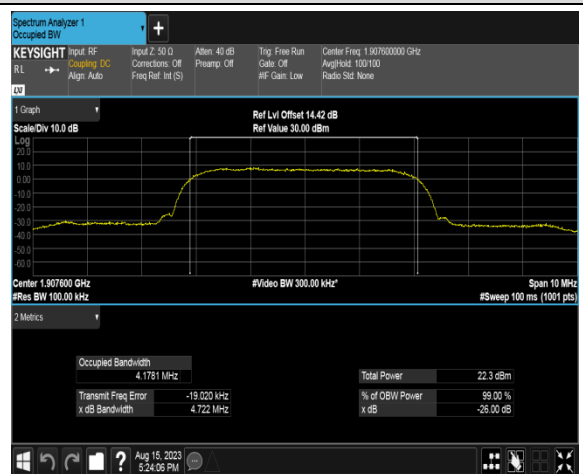 Spectrum Analyzer 1
Occupied BW
KEYSIGHT Input: RF Input Z: 50 Ω Atten: 40 dB Trig: Free Run Center Freq: 1.907600000 GHz
RL Coupling: DC Corrections: Off Preamp: Off Gate: Off Avg|Hold: 100/100
Align: Auto Freq Ref: Int (S) #IF Gain: Low Radio Std: None
LXI
1 Graph Ref Lvl Offset 14.42 dB
Scale/Div 10.0 dB Ref Value 30.00 dBm
Log
20.0
10.0
0.00
-10.0
-20.0
-30.0
-40.0
-50.0
-60.0
Center 1.907600 GHz #Video BW 300.00 kHz* Span 10 MHz
#Res BW 100.00 kHz #Sweep 100 ms (1001 pts)
2 Metrics
Occupied Bandwidth
4.1781 MHz Total Power 22.3 dBm
Transmit Freq Error -19.020 kHz % of OBW Power 99.00 %
x dB Bandwidth 4.722 MHz x dB -26.00 dB
? Aug 15, 2023
5:24:06 PM